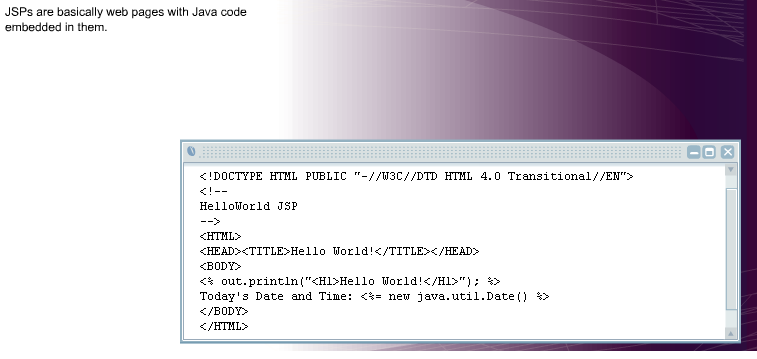 JSPs are basically web pages with Java code
embedded in them.
<!DOCTYPE HTML PUBLIC "-//W3C//DTD HTML 4.0 Transitional//EN">
<!--
HelloWorld JSP
-->
<HTML>
<HEAD><TITLE>Hello World!</TITLE></HEAD>
<BODY>
<% out.println("<H1>Hello World!</H1>"); %>
Today's Date and Time: <%= new java.util.Date() %>
</BODY>
</HTML>